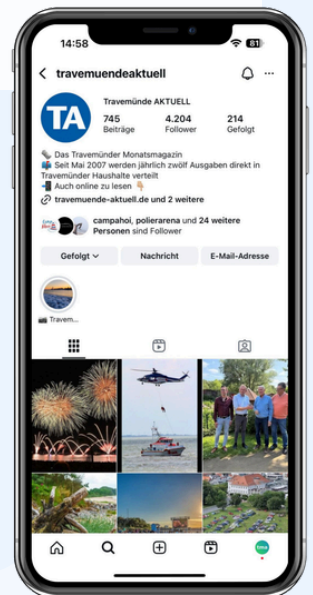 14:58
61
travemuendeaktuell
TA
Travemünde AKTUELL
745 4.204 214
Beiträge Follower Gefolgt
Das Travemünder Monatsmagazin
Seit Mai 2007 werden jährlich zwölf Ausgaben direkt in
Travemünder Haushalte verteilt
Auch online zu lesen
travemuende-aktuell.de und 2 weitere
campahoi, polierarena und 24 weitere
Personen sind Follower
Gefolgt Nachricht E-Mail-Adresse
Travem...